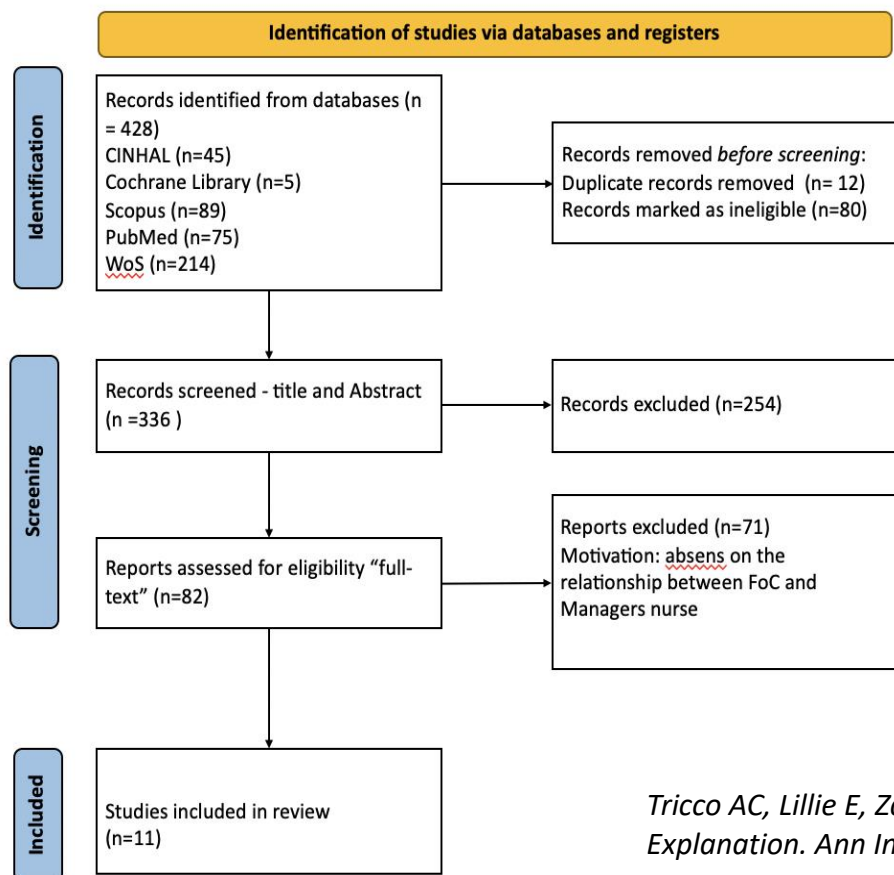 Identification of studies via databases and registers
Identification
Records identified from databases (n
= 428)
CINHAL (n=45)
Cochrane Library (n=5)
Scopus (n=89)
PubMed (n=75)
WoS (n=214)
Records removed before screening:
Duplicate records removed (n= 12)
Records marked as ineligible (n=80)
Screening
Records screened - title and Abstract
(n =336 )
Records excluded (n=254)
Reports assessed for eligibility “full-
text” (n=82)
Reports excluded (n=71)
Motivation: absens on the
relationship between FoC and
Managers nurse
Included
Studies included in review
(n=11)
Tricco AC, Lillie E,
Explanation. Ann